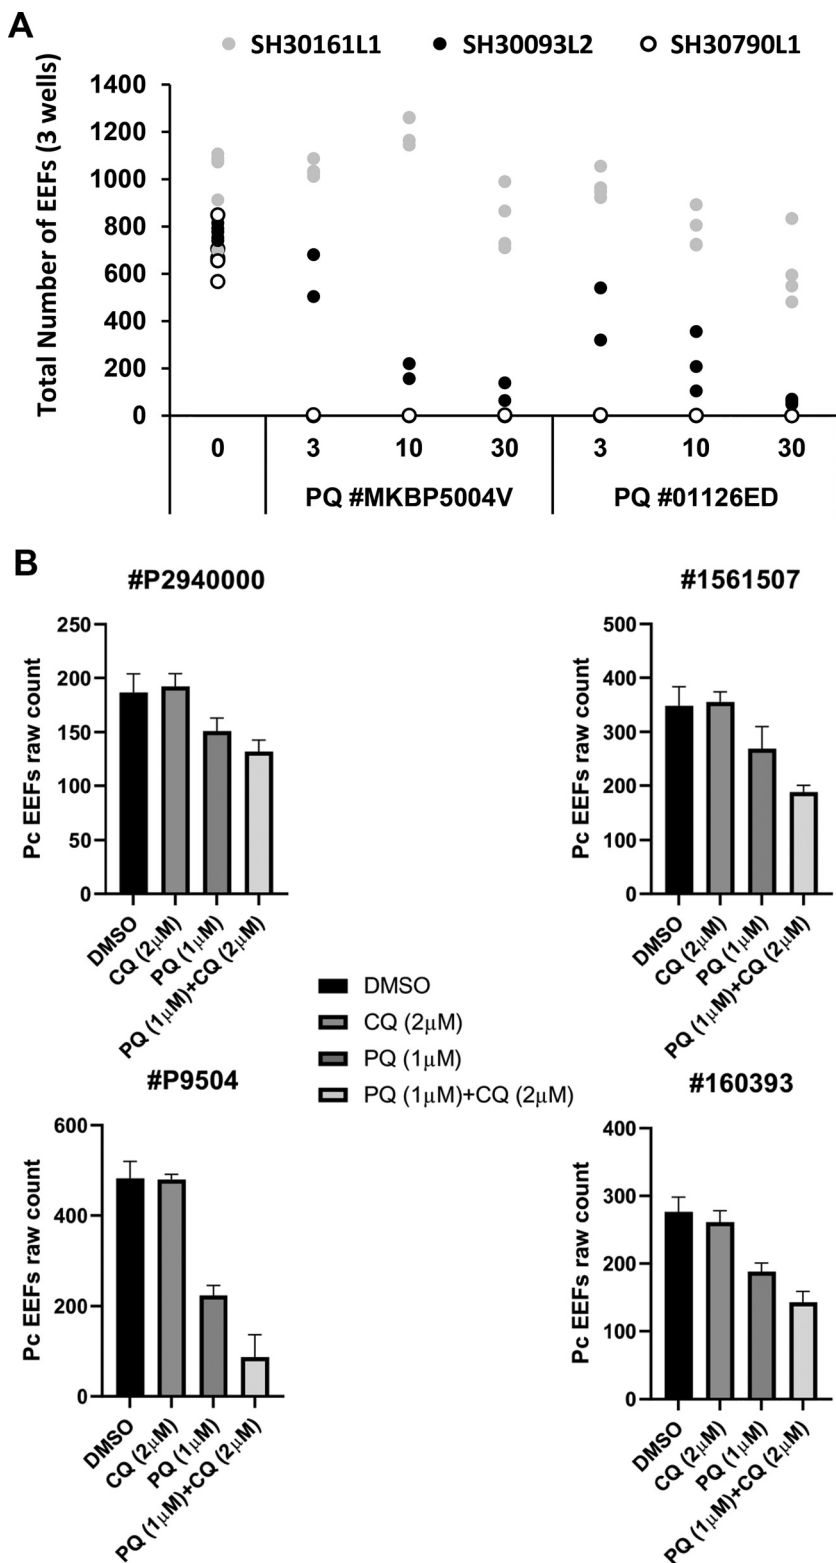 A
SH30161L1 SH30093L2 SH30790L1
Total Number of EEFs (3 wells)
1400
1200
1000
800
600
400
200
0
0 3 10 30 3 10 30
PQ #MKBP5004V PQ #01126ED
B
#P2940000
Pc EEFs raw count
250
200
150
100
50
0
DMSO
CQ (2μM)
PQ (1μM)
PQ (1μM)+CQ (2μM)
#1561507
Pc EEFs raw count
500
400
300
200
100
0
DMSO
CQ (2μM)
PQ (1μM)
PQ (1μM)+CQ (2μM)
DMSO
CQ (2μM)
PQ (1μM)
PQ (1μM)+CQ (2μM)
#P9504
Pc EEFs raw count
600
400
200
0
DMSO
CQ (2μM)
PQ (1μM)
PQ (1μM)+CQ (2μM)
#160393
Pc EEFs raw count
400
300
200
100
0
DMSO
CQ (2μM)
PQ (1μM)
PQ (1μM)+CQ (2μM)